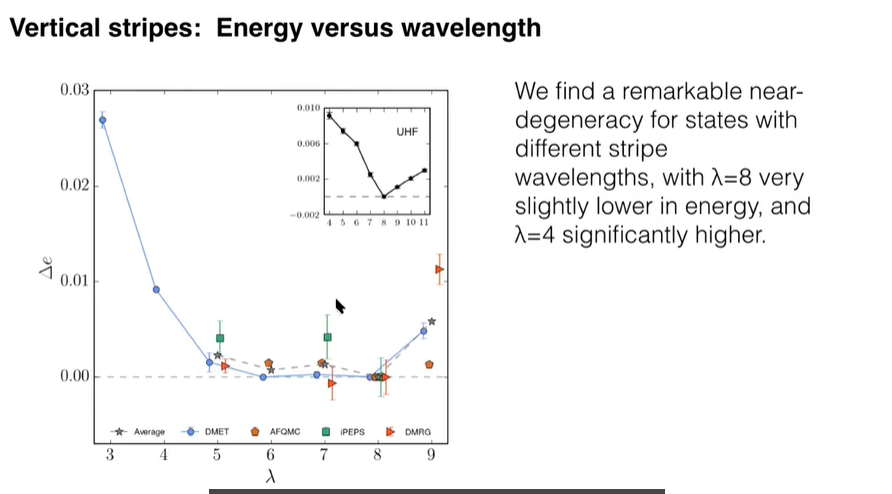 Vertical stripes: Energy versus wavelength
We find a remarkable near-
degeneracy for states with
different stripe
wavelengths, with λ=8 very
slightly lower in energy, and
λ=4 significantly higher.
0.03
0.02
0.01
0.00
Δe
0.010
0.006
0.002
−0.002
UHF
4 5 6 7 8 9 10 11
Average DMET AFQMC iPEPS DMRG
3 4 5 6 7 8 9
λ